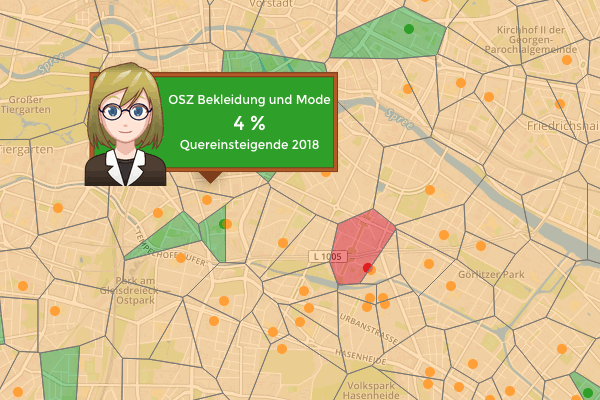 Vorstadt
Kirchhof II der
Georgen-
Parochialgemeinde
Spree
OSZ Bekleidung und Mode
4 %
Quereinsteigende 2018
Großer
Tiergarten
Tiergarten
Spree
Friedrichshai
TEMPELHOFER UFER
L 1005
Park am
Gleisdreieck -
Ostpark
Görlitzer Park
URBANSTRASSE
HASENHEIDE
Volkspark
Hasenheide